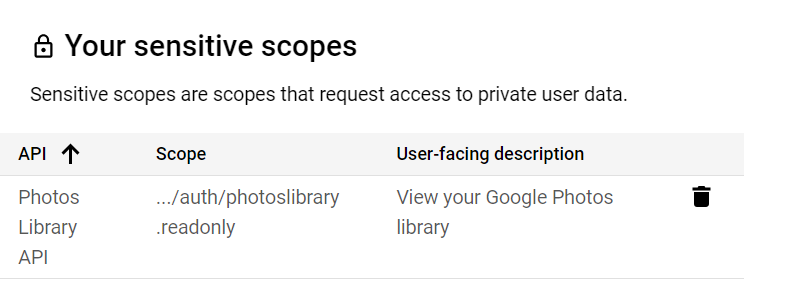 Your sensitive scopes
Sensitive scopes are scopes that request access to private user data.
API Scope User-facing description
Photos .../auth/photoslibrary View your Google Photos
Library .readonly library
API